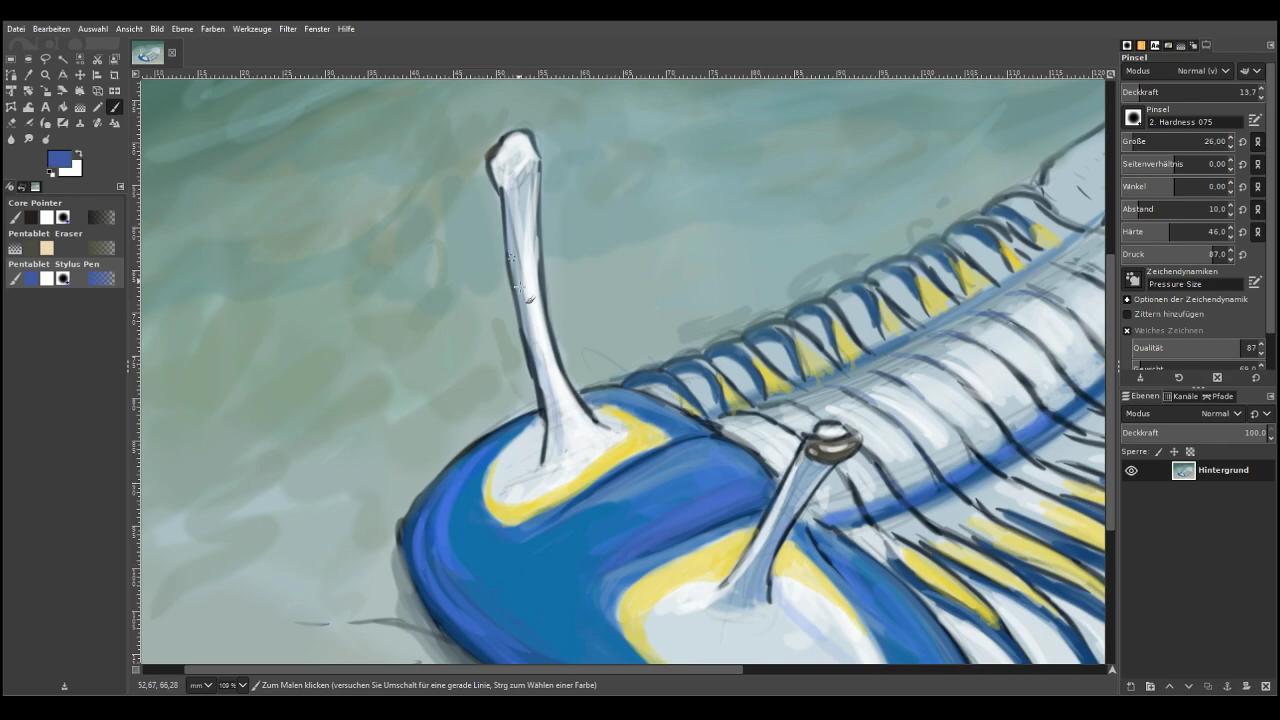 Datei Bearbeiten Auswahl Ansicht Bild Ebene Farben Werkzeuge Filter Fenster Hilfe
Core Pointer
Pentablet Eraser
Pentablet Stylus Pen
Pinsel
Modus Normal (v)
Deckkraft 13,7
Pinsel
2. Hardness 075
Größe 26,00
Seitenverhältnis 0,00
Winkel 0,00
Abstand 10,0
Härte 46,0
Druck 87,0
Zeichendynamiken
Pressure Size
Optionen der Zeichendynamik
Zittern hinzufügen
Weiches Zeichnen
Qualität 87
Ebenen Kanäle Pfade
Modus Normal
Deckkraft 100,0
Sperre:
Hintergrund
52,67, 66,28 mm 109 % Zum Malen klicken (versuchen Sie Umschalt für eine gerade Linie, Strg zum Wählen einer Farbe)